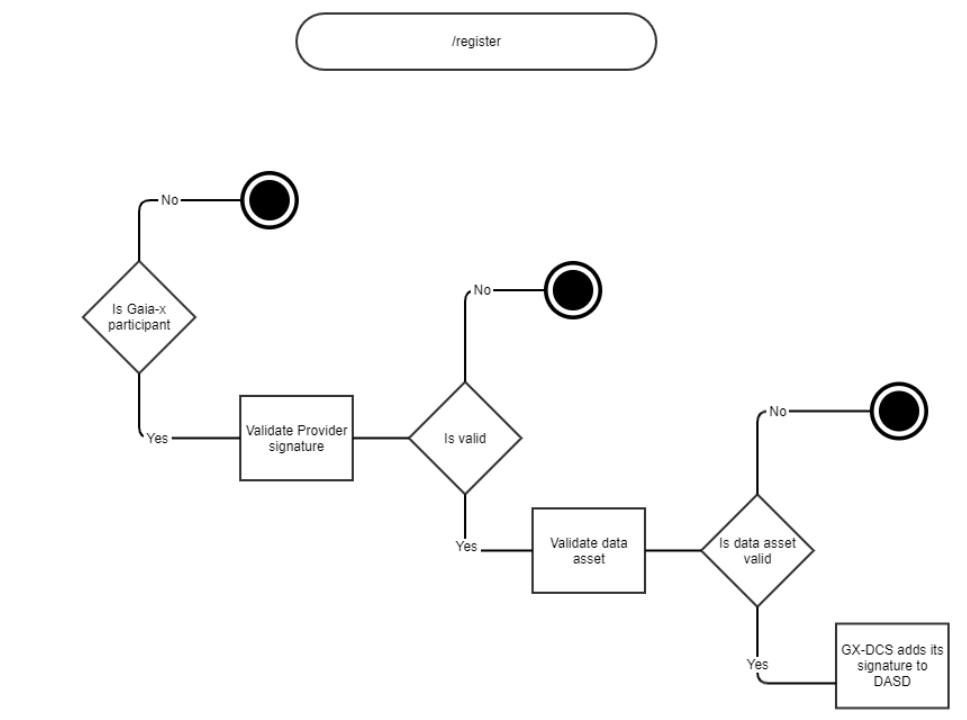 /register
No
Is Gaia-x
participant
Yes
Validate Provider
signature
No
Is valid
Yes
Validate data
asset
No
Is data asset
valid
Yes
GX-DCS adds its
signature to
DASD